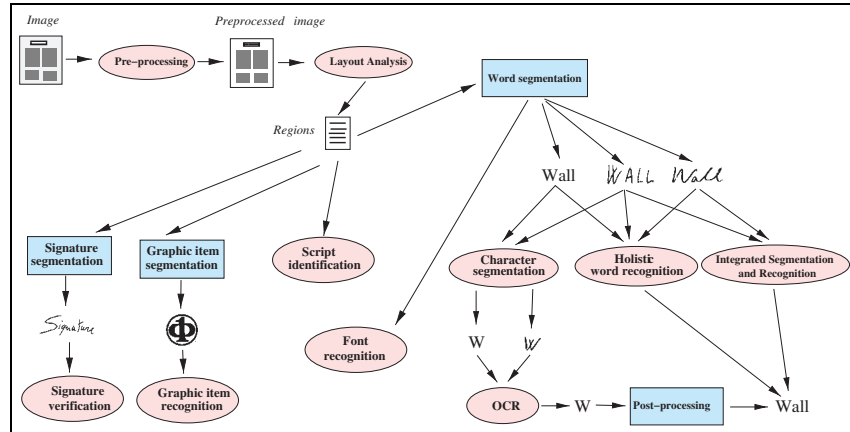 Image
Preprocessed image
Pre-processing
Layout Analysis
Word segmentation
Regions
Wall
WALL
Wall
Signature
segmentation
Graphic item
segmentation
Script
identification
Character
segmentation
Holistic
word recognition
Integrated Segmentation
and Recognition
Signature
Φ
Font
recognition
W
W
Signature
verification
Graphic item
recognition
OCR
W
Post-processing
Wall